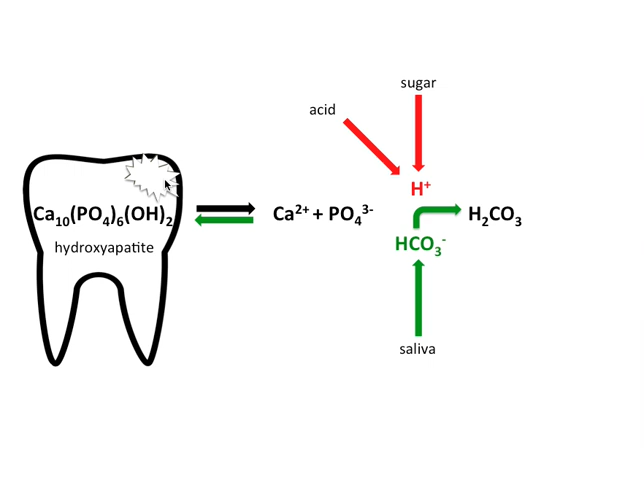 sugar
acid
H⁺
Ca₁₀(PO₄)₆(OH)₂
Ca²⁺ + PO₄³⁻
H₂CO₃
hydroxyapatite
HCO₃⁻
saliva